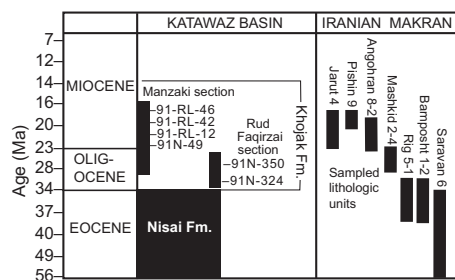 KATAWAZ BASIN
IRANIAN MAKRAN
Age (Ma)
7
10
14
16
20
23
28
34
37
40
49
56
MIOCENE
OLIG-
OCENE
EOCENE
Manzaki section
91-RL-46
91-RL-42
91-RL-12
91N-49
Rud
Faqirzai
section
91N-350
91N-324
Khojak Fm.
Nisai Fm.
Jarut 4
Pishin 9
Angohran 8-2
Mashkid 2-4
Rig 5-1
Bamposht 1-2
Saravan 6
Sampled
lithologic
units